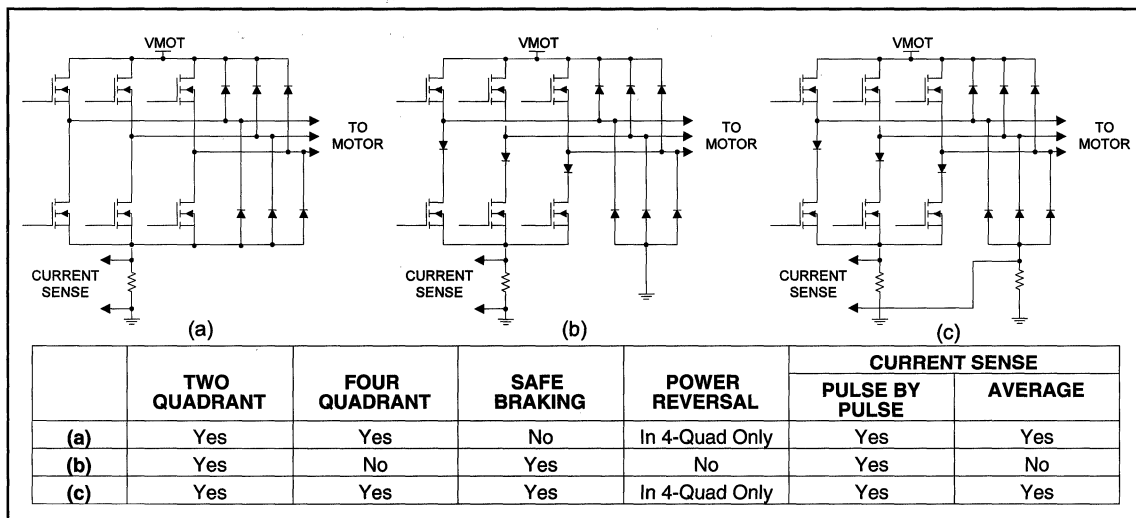 VMOT
TO
MOTOR
CURRENT
SENSE
(a)
VMOT
TO
MOTOR
CURRENT
SENSE
(b)
VMOT
TO
MOTOR
CURRENT
SENSE
(c)
TWO QUADRANT FOUR QUADRANT SAFE BRAKING POWER REVERSAL CURRENT SENSE
PULSE BY PULSE AVERAGE
(a) Yes Yes No In 4-Quad Only Yes Yes
(b) Yes No Yes No Yes No
(c) Yes Yes Yes In 4-Quad Only Yes Yes